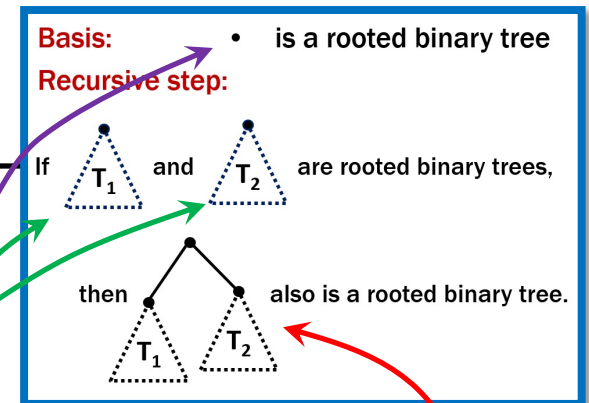 Basis: • is a rooted binary tree
Recursive step:
If T1 and T2 are rooted binary trees,
then T1 T2 also is a rooted binary tree.